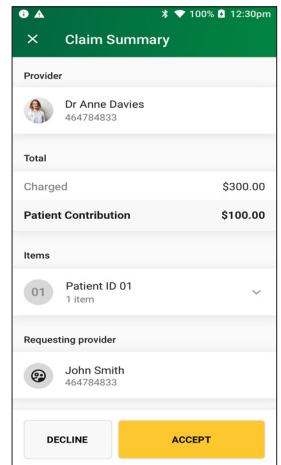 100% 12:30pm
Claim Summary
Provider
Dr Anne Davies
464784833
Total
Charged $300.00
Patient Contribution $100.00
Items
01 Patient ID 01
1 item
Requesting provider
John Smith
464784833
DECLINE ACCEPT